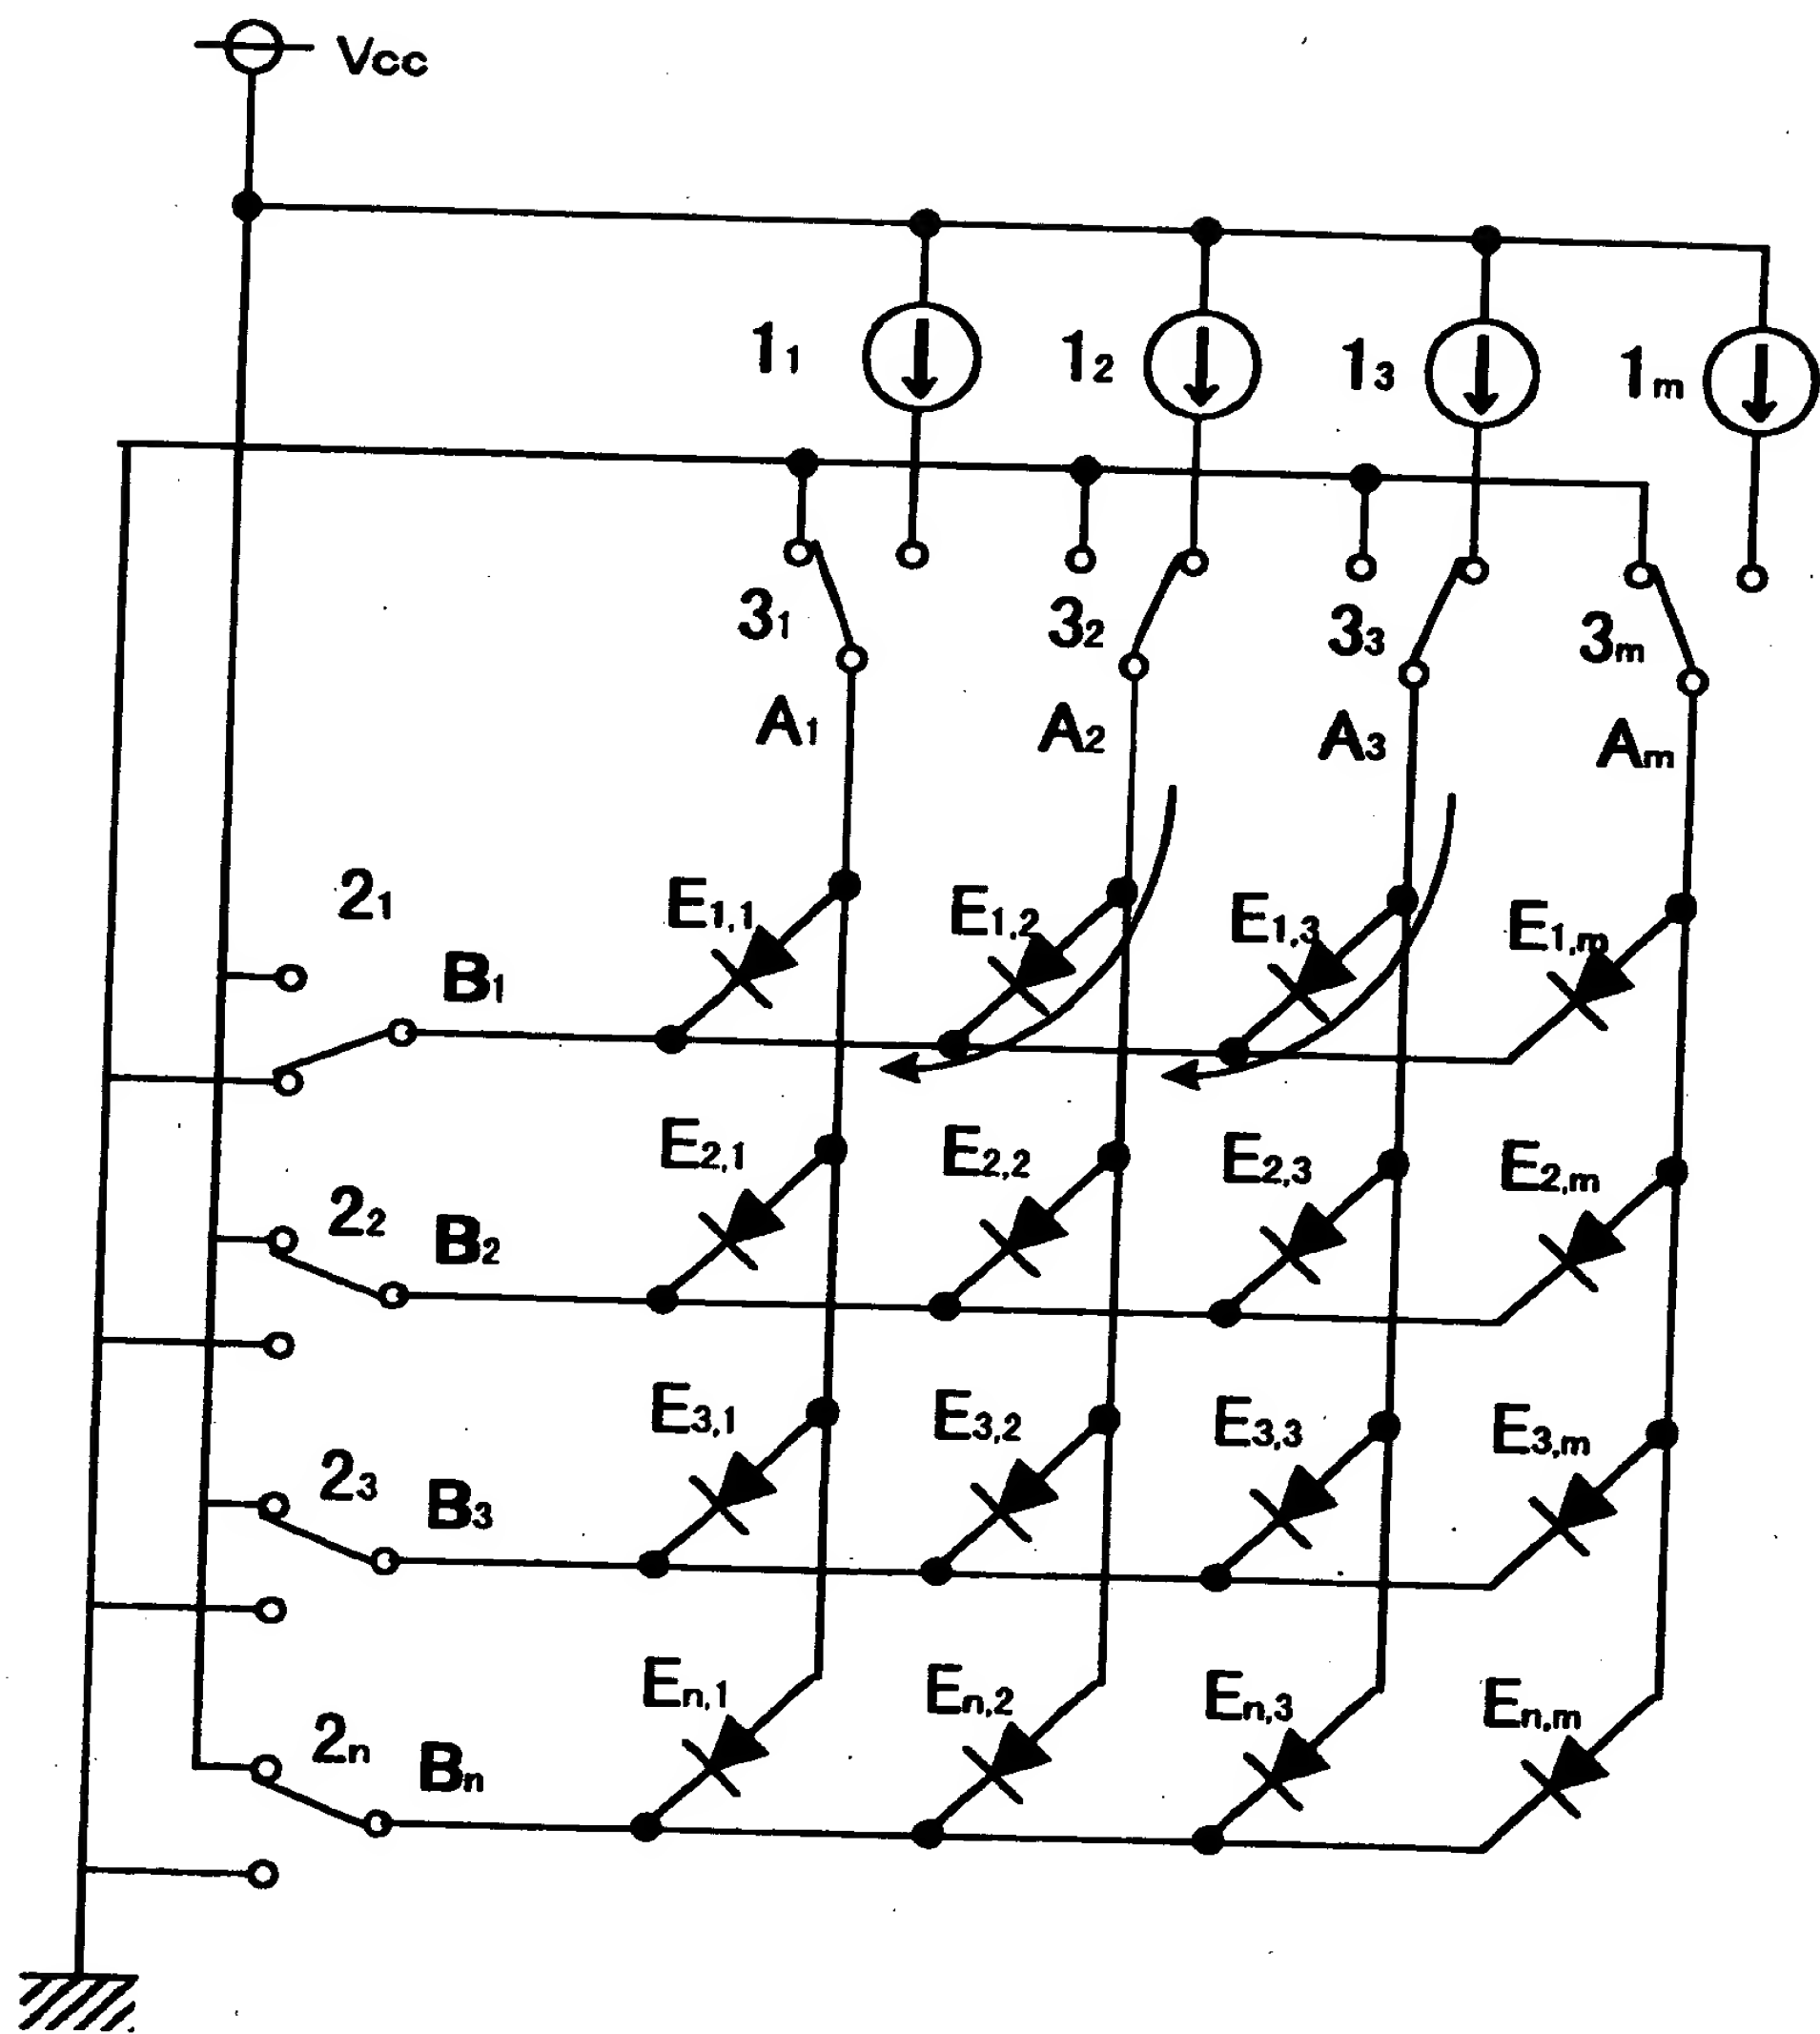 Vcc
1₁ 1₂ 1₃ 1m
3₁ 3₂ 3₃ 3m
A₁ A₂ A₃ Am
2₁ B₁ E₁,₁ E₁,₂ E₁,₃ E₁,m
2₂ B₂ E₂,₁ E₂,₂ E₂,₃ E₂,m
2₃ B₃ E₃,₁ E₃,₂ E₃,₃ E₃,m
2n Bn En,₁ En,₂ En,₃ En,m